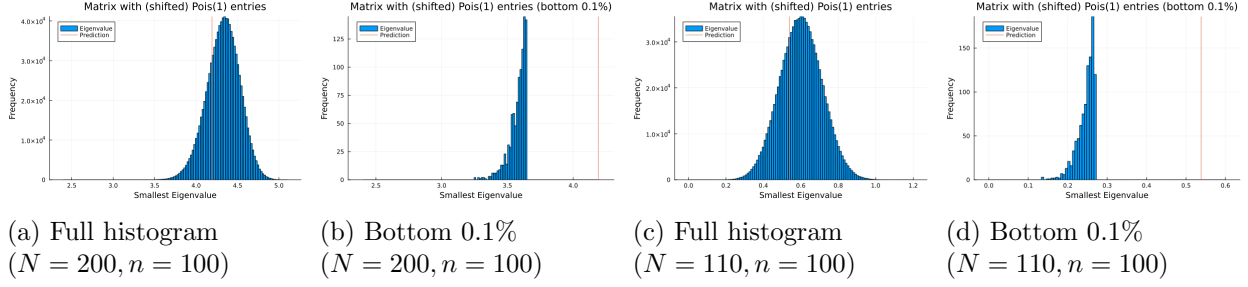 Matrix with (shifted) Pois(1) entries
Eigenvalue
Prediction
Frequency
4.0×10⁴
3.0×10⁴
2.0×10⁴
1.0×10⁴
0
2.5 3.0 3.5 4.0 4.5 5.0
Smallest Eigenvalue
(a) Full histogram
(N = 200, n = 100)
Matrix with (shifted) Pois(1) entries (bottom 0.1%)
Eigenvalue
Prediction
Frequency
125
100
75
50
25
0
2.5 3.0 3.5 4.0
Smallest Eigenvalue
(b) Bottom 0.1%
(N = 200, n = 100)
Matrix with (shifted) Pois(1) entries
Eigenvalue
Prediction
Frequency
3.0×10⁴
2.0×10⁴
1.0×10⁴
0
0.0 0.2 0.4 0.6 0.8 1.0 1.2
Smallest Eigenvalue
(c) Full histogram
(N = 110, n = 100)
Matrix with (shifted) Pois(1) entries (bottom 0.1%)
Eigenvalue
Prediction
Frequency
150
100
50
0
0.0 0.1 0.2 0.3 0.4 0.5 0.6
Smallest Eigenvalue
(d) Bottom 0.1%
(N = 110, n = 100)